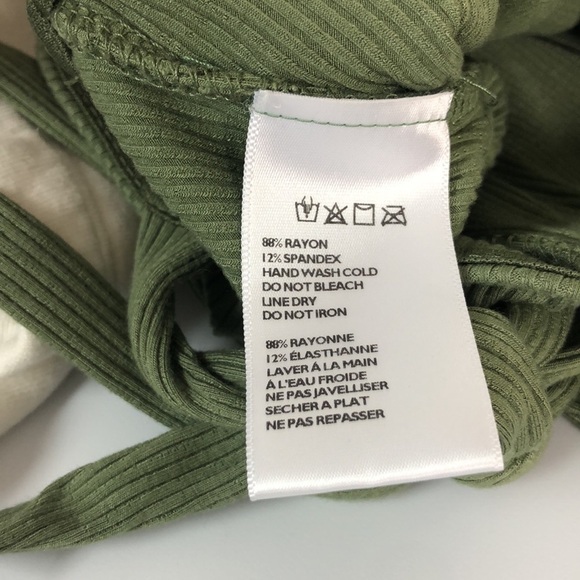 88% RAYON
12% SPANDEX
HAND WASH COLD
DO NOT BLEACH
LINE DRY
DO NOT IRON
88% RAYONNE
12% ÉLASTHANNE
LAVER Á LA MAIN
À L'EAU FROIDE
NE PAS JAVELLISER
SECHER A PLAT
NE PAS REPASSER